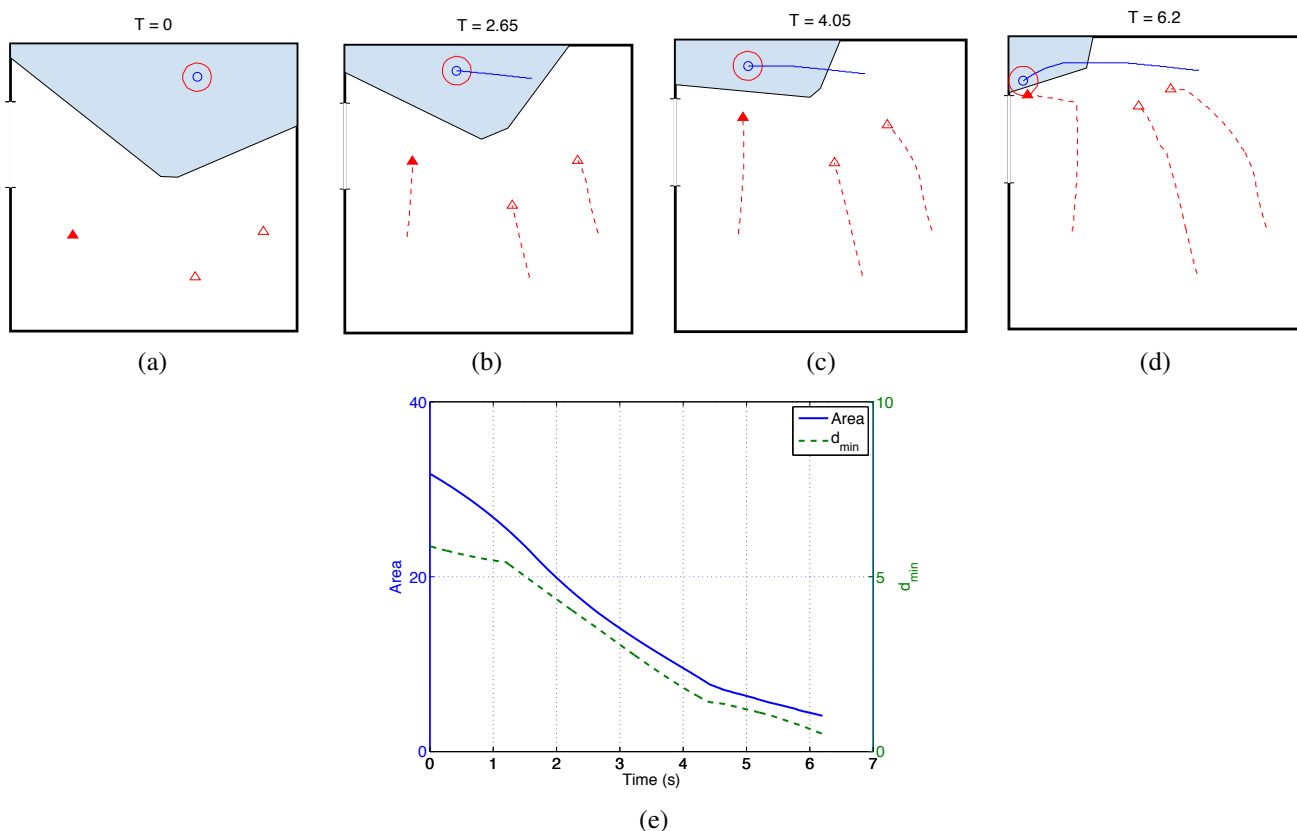 T = 0
T = 2.65
T = 4.05
T = 6.2
(a)
(b)
(c)
(d)
40
10
Area
d_min
Area
20
5
d_min
0
0
0 1 2 3 4 5 6 7
Time (s)
(e)